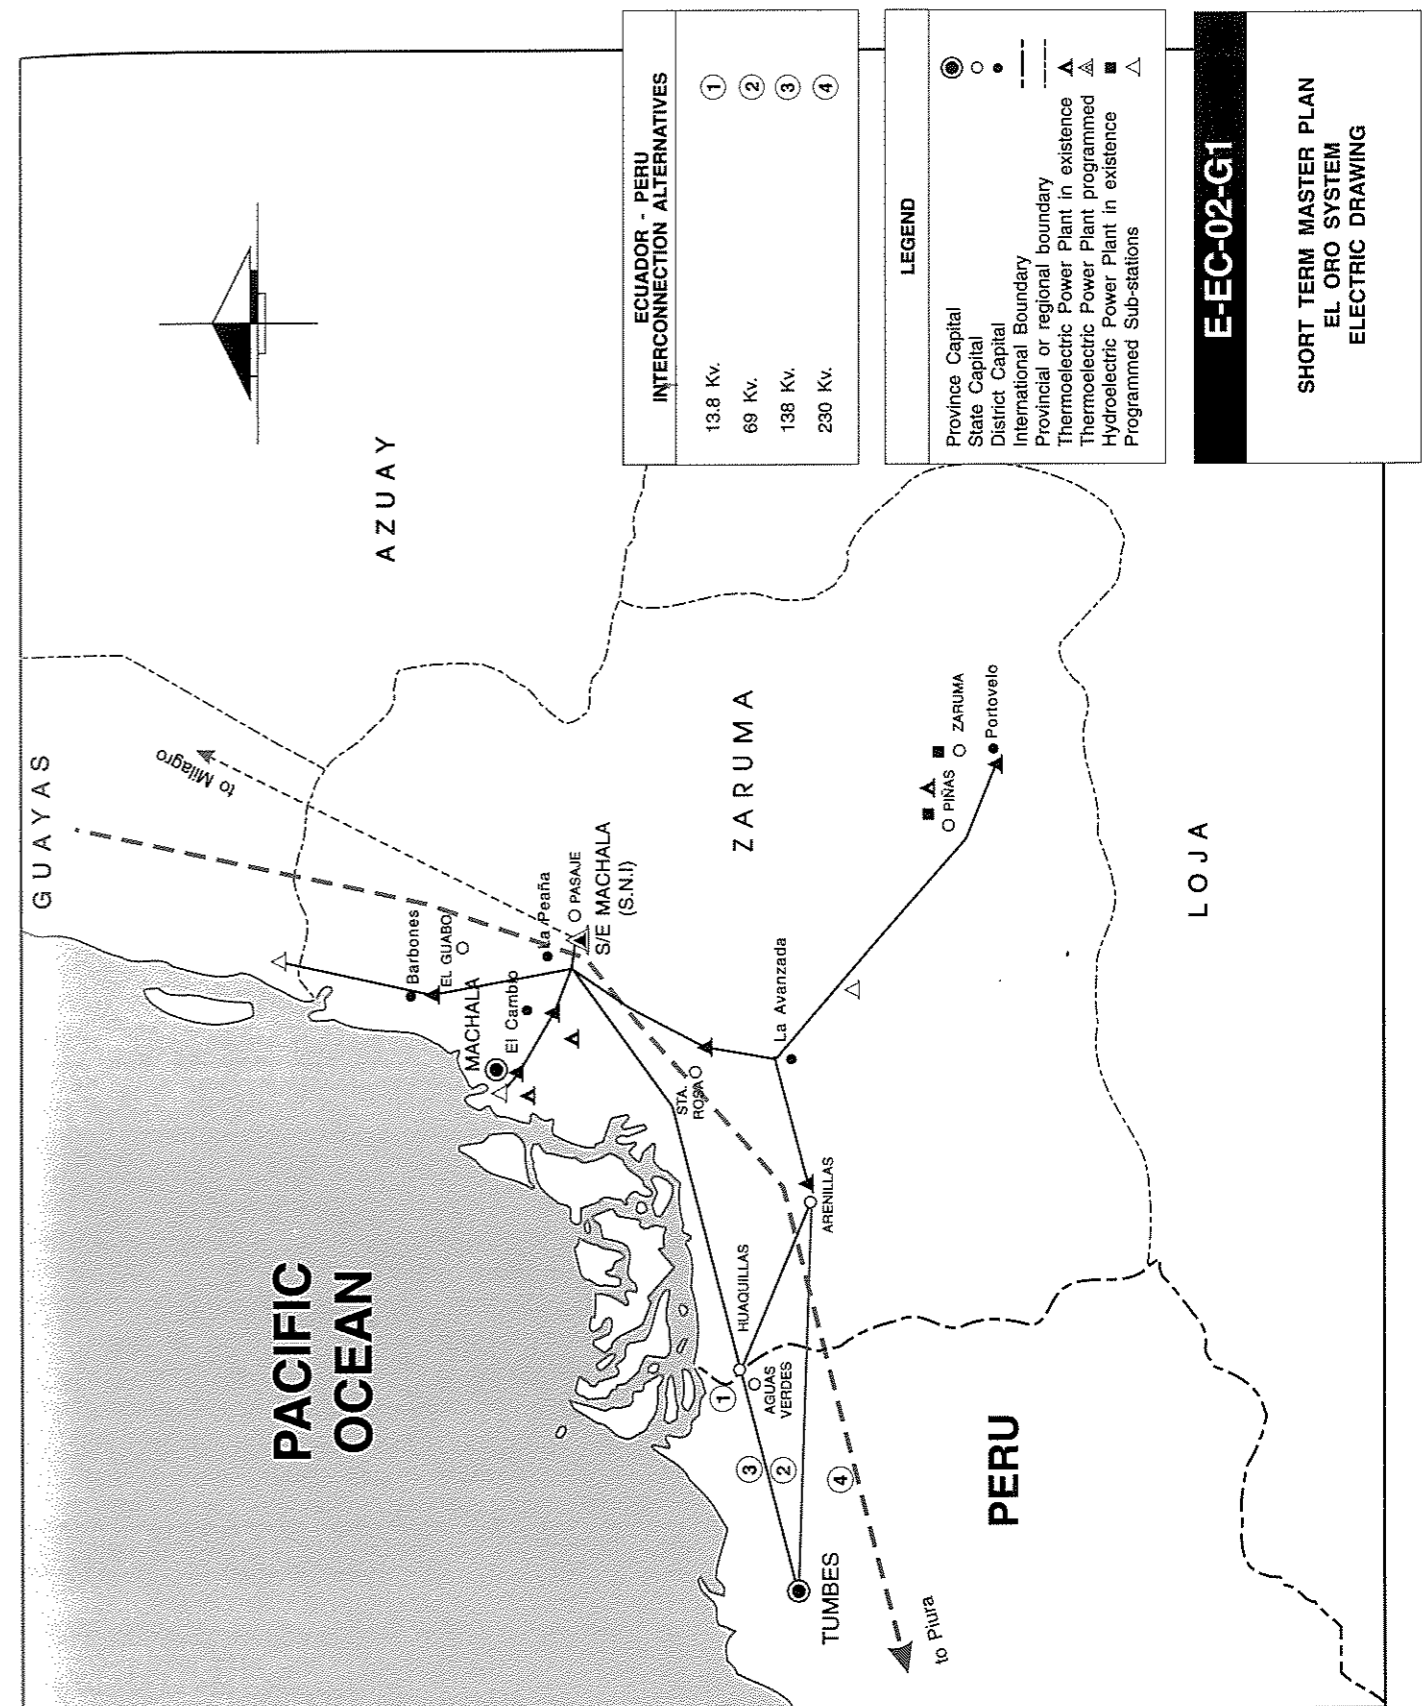 ECUADOR - PERU
INTERCONNECTION ALTERNATIVES
13.8 Kv. 1
69 Kv. 2
138 Kv. 3
230 Kv. 4
LEGEND
Province Capital
State Capital
District Capital
International Boundary
Provincial or regional boundary
Thermoelectric Power Plant in existence
Thermoelectric Power Plant programmed
Hydroelectric Power Plant in existence
Programmed Sub-stations
E-EC-02-G1
SHORT TERM MASTER PLAN
EL ORO SYSTEM
ELECTRIC DRAWING
GUAYAS
AZUAY
to Milagro
Barbones
EL GUABO
MACHALA
El Cambio
La Peaña
PASAJE
S/E MACHALA
(S.N.I)
ZARUMA
STA.
ROSA
La Avanzada
PIÑAS
ZARUMA
Portovelo
LOJA
ARENILLAS
HUAQUILLAS
AGUAS
VERDES
1
3
2
4
TUMBES
to Piura
PERU
PACIFIC
OCEAN